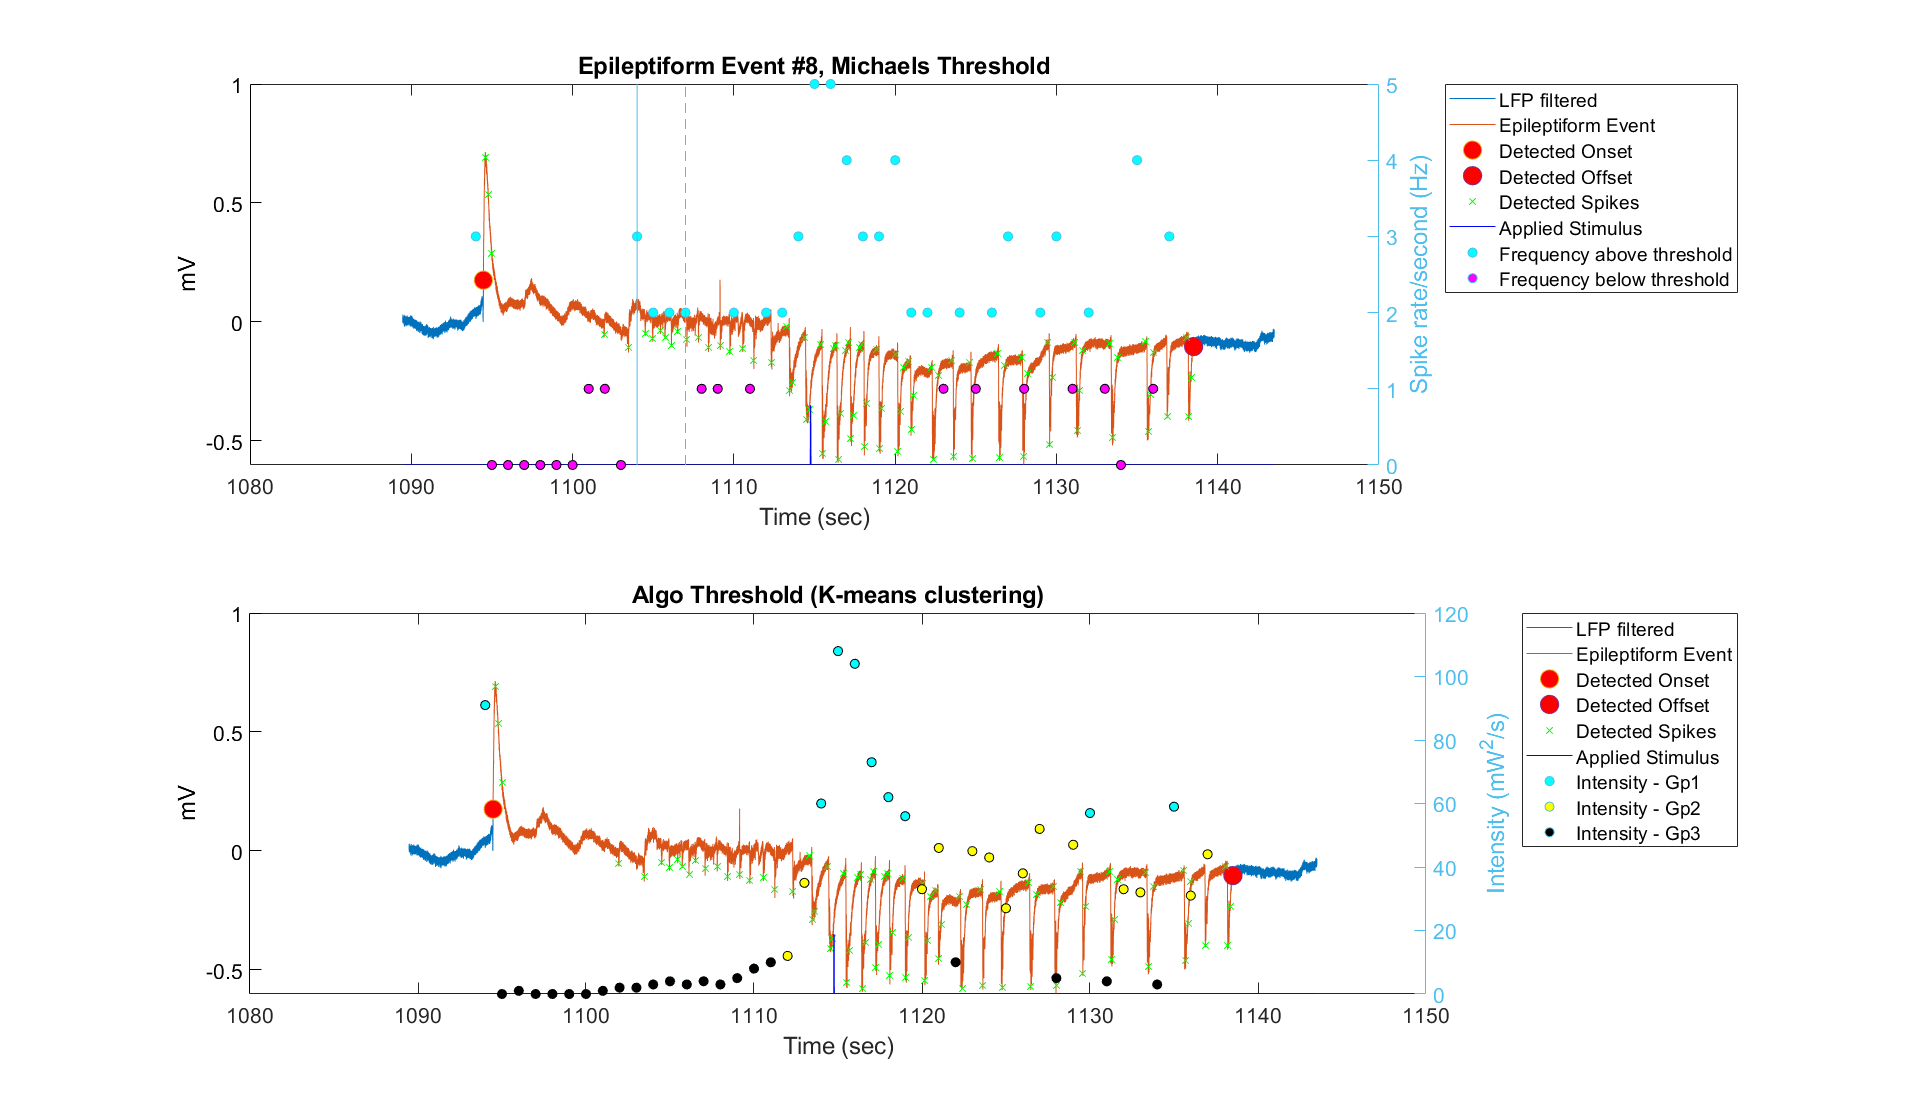 Epileptiform Event #8, Michaels Threshold
1
0.5
0
-0.5
mV
5
4
3
2
1
0
Spike rate/second (Hz)
1080 1090 1100 1110 1120 1130 1140 1150
Time (sec)
LFP filtered
Epileptiform Event
Detected Onset
Detected Offset
Detected Spikes
Applied Stimulus
Frequency above threshold
Frequency below threshold
Algo Threshold (K-means clustering)
1
0.5
0
-0.5
mV
120
100
80
60
40
20
0
Intensity (mW²/s)
1080 1090 1100 1110 1120 1130 1140 1150
Time (sec)
LFP filtered
Epileptiform Event
Detected Onset
Detected Offset
Detected Spikes
Applied Stimulus
Intensity - Gp1
Intensity - Gp2
Intensity - Gp3